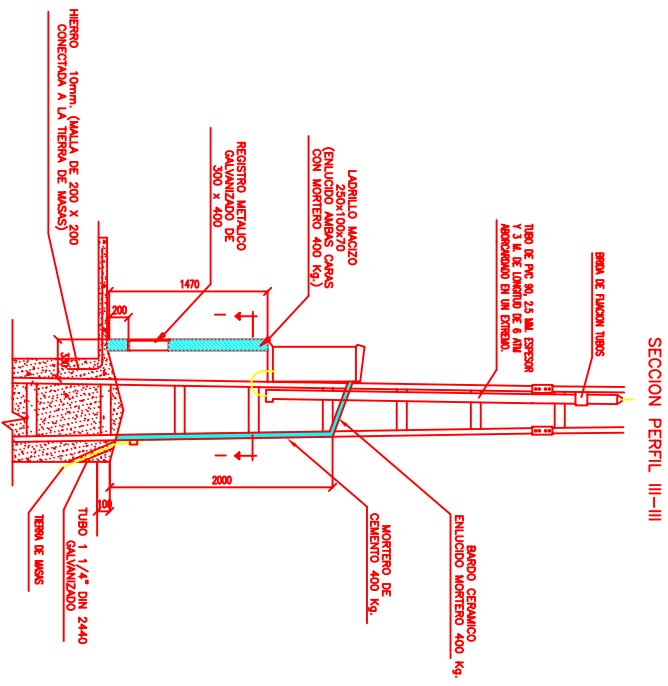 SECCION PERFIL III-III
BRIDA DE FIJACION TUBOS
TUBO DE PVC 90, 2,5 MM. ESPESOR
Y 3 M. DE LONGITUD DE 6 ATM
ABORCARDADO EN UN EXTREMO.
LADRILLO MACIZO
250x100x70
(ENLUCIDO AMBAS CARAS
CON MORTERO 400 Kg.)
REGISTRO METALICO
GALVANIZADO DE
300 x 400
HIERRO 10mm. (MALLA DE 200 X 200
CONECTADA A LA TIERRA DE MASAS)
1470
200
I
I
2000
100
BARDO CERAMICO
ENLUCIDO MORTERO 400 Kg.
MORTERO DE
CEMENTO 400 Kg.
TUBO 1 1/4" DIN 2440
GALVANIZADO
TIERRA DE MASAS